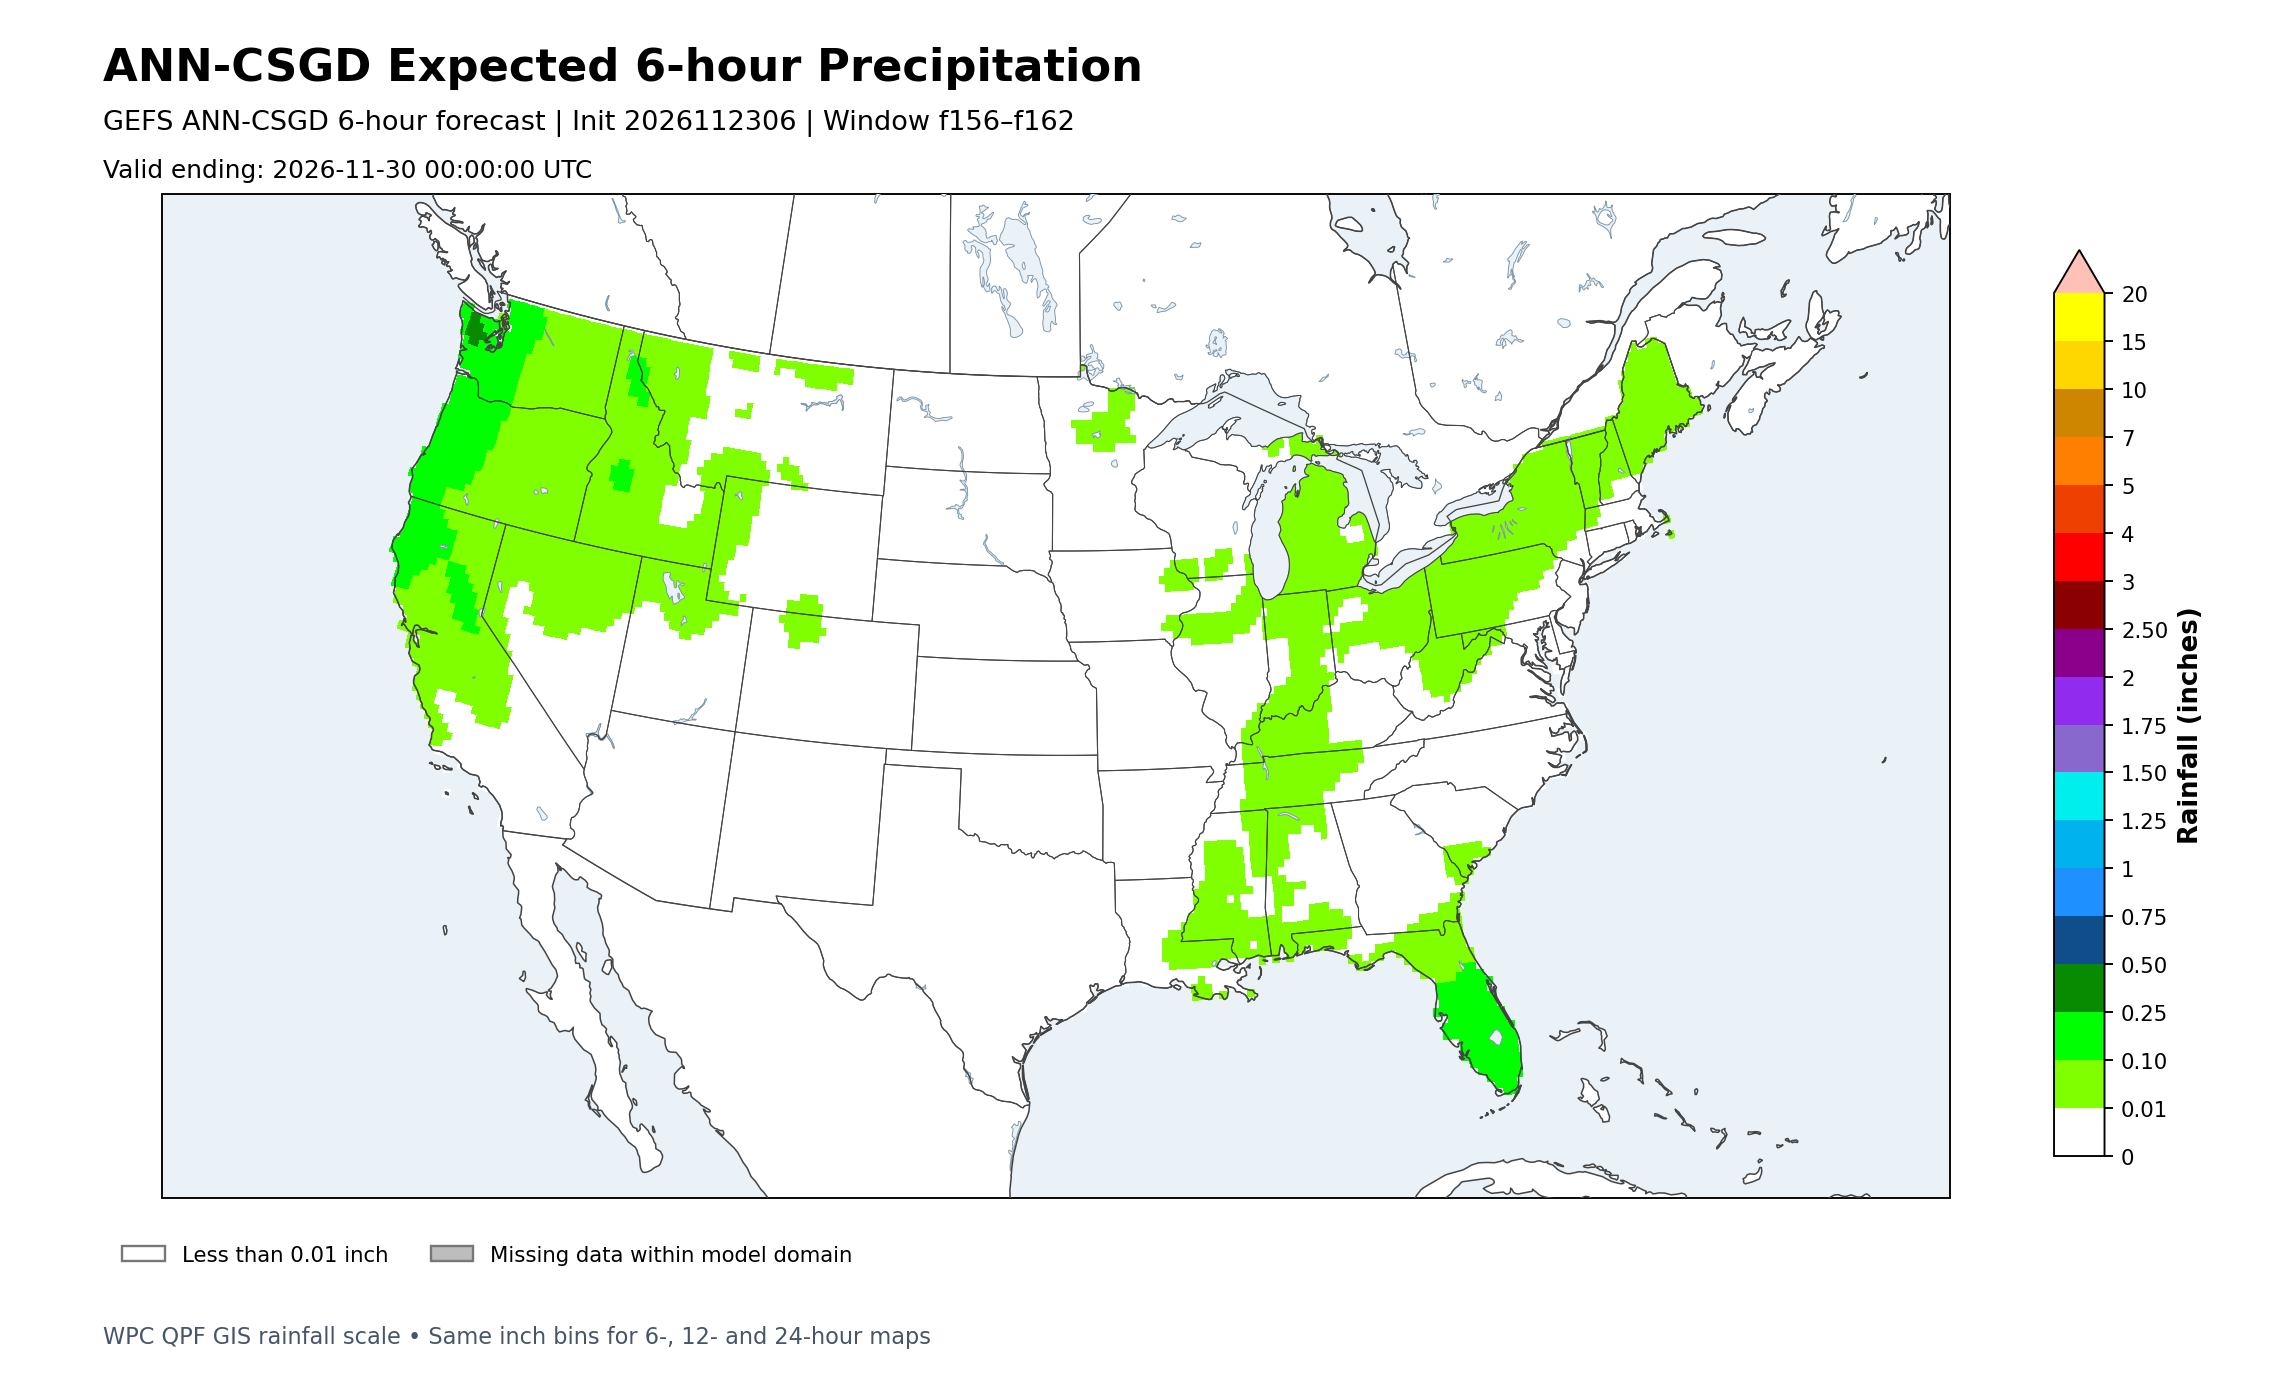 ANN-CSGD Expected 6-hour Precipitation
GEFS ANN-CSGD 6-hour forecast | Init 2026112306 | Window f156–f162
Valid ending: 2026-11-30 00:00:00 UTC
20
15
10
7
5
4
3
2.50
2
1.75
1.50
1.25
1
0.75
0.50
0.25
0.10
0.01
0
Rainfall (inches)
Less than 0.01 inch
Missing data within model domain
WPC QPF GIS rainfall scale • Same inch bins for 6-, 12- and 24-hour maps